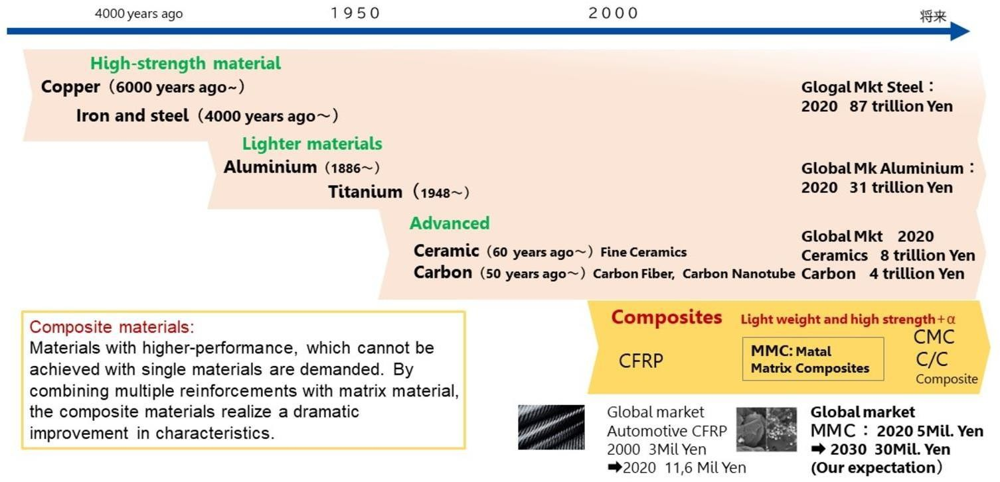 4000 years ago
1950
2000
将来
High-strength material
Copper（6000 years ago~）
Iron and steel（4000 years ago～）
Glogal Mkt Steel：
2020 87 trillion Yen
Lighter materials
Aluminium（1886～）
Titanium（1948～）
Global Mk Aluminium：
2020 31 trillion Yen
Advanced
Ceramic（60 years ago～）Fine Ceramics
Carbon（50 years ago～）Carbon Fiber, Carbon Nanotube
Global Mkt 2020
Ceramics 8 trillion Yen
Carbon 4 trillion Yen
Composite materials:
Materials with higher-performance, which cannot be
achieved with single materials are demanded. By
combining multiple reinforcements with matrix material,
the composite materials realize a dramatic
improvement in characteristics.
Composites
Light weight and high strength+α
CFRP
MMC: Matal
Matrix Composites
CMC
C/C
Composite
Global market
Automotive CFRP
2000 3Mil Yen
➡2020 11,6 Mil Yen
Global market
MMC： 2020 5Mil. Yen
➡ 2030 30Mil. Yen
(Our expectation）